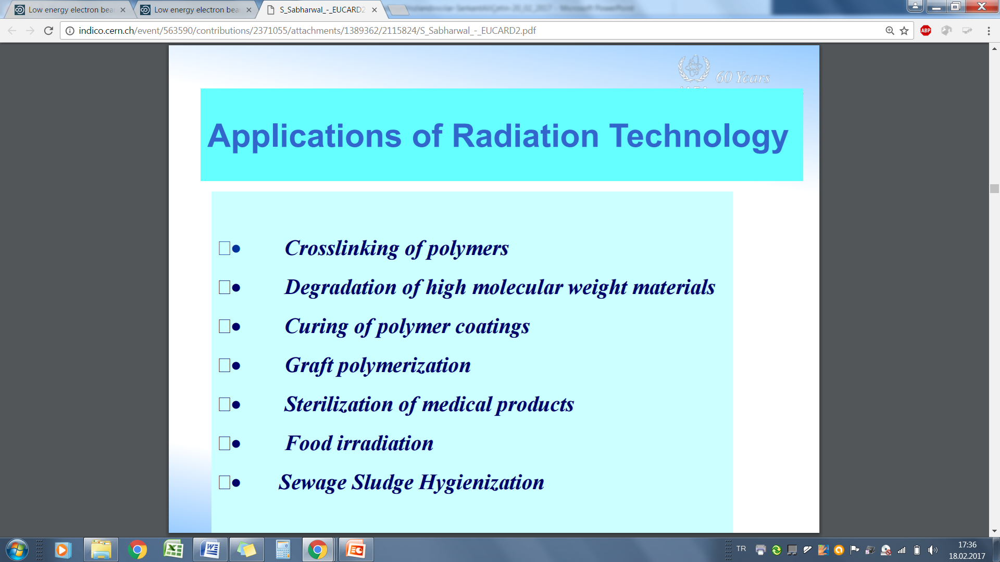 Low energy electron bea
Low energy electron bea
S_Sabharwal_-_EUCARD2
indico.cern.ch/event/563590/contributions/2371055/attachments/1389362/2115824/S_Sabharwal_-_EUCARD2.pdf
ABP
60 Years
Applications of Radiation Technology
• Crosslinking of polymers
• Degradation of high molecular weight materials
• Curing of polymer coatings
• Graft polymerization
• Sterilization of medical products
• Food irradiation
• Sewage Sludge Hygienization
TR
17:36
18.02.2017